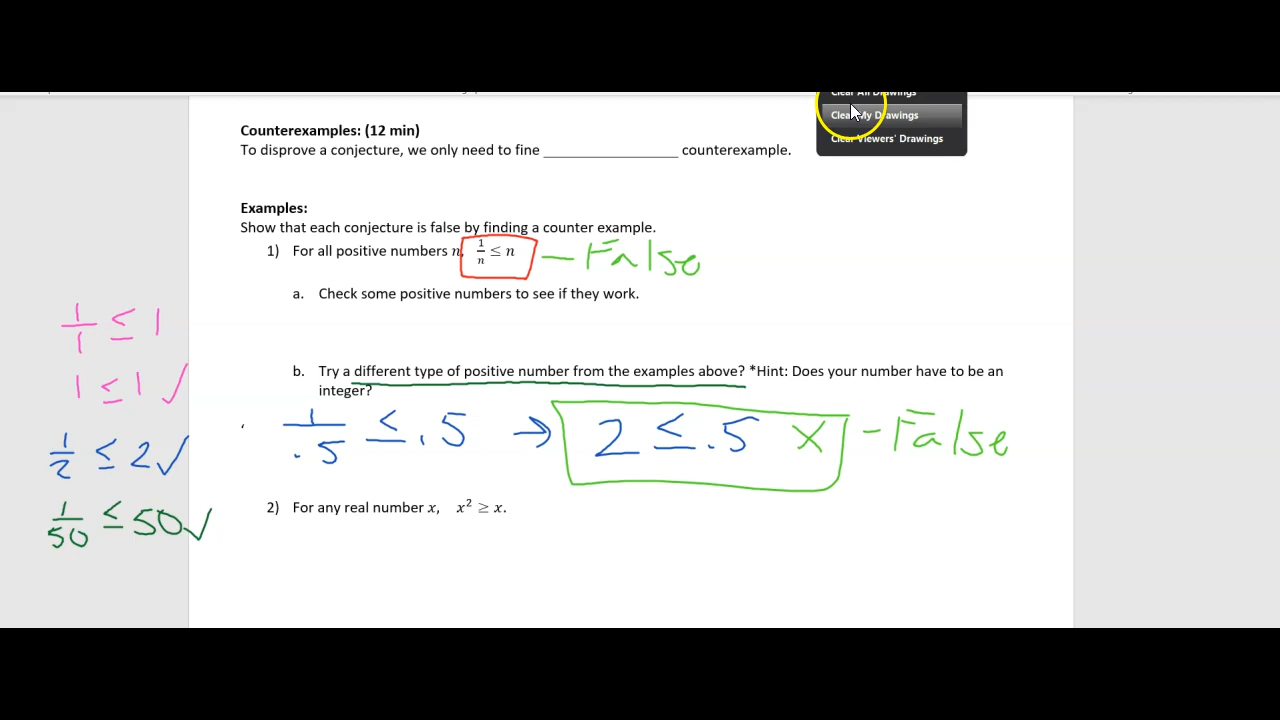 Clear All Drawings
Clear My Drawings
Clear Viewers' Drawings
Counterexamples: (12 min)
To disprove a conjecture, we only need to fine ________________ counterexample.
Examples:
Show that each conjecture is false by finding a counter example.
1) For all positive numbers n, 1/n ≤ n – False
a. Check some positive numbers to see if they work.
1/1 ≤ 1
1 ≤ 1 ✓
b. Try a different type of positive number from the examples above? *Hint: Does your number have to be an
integer?
1/.5 ≤ .5 → 2 ≤ .5 X – False
1/2 ≤ 2 ✓
1/50 ≤ 50 ✓
2) For any real number x, x² ≥ x.